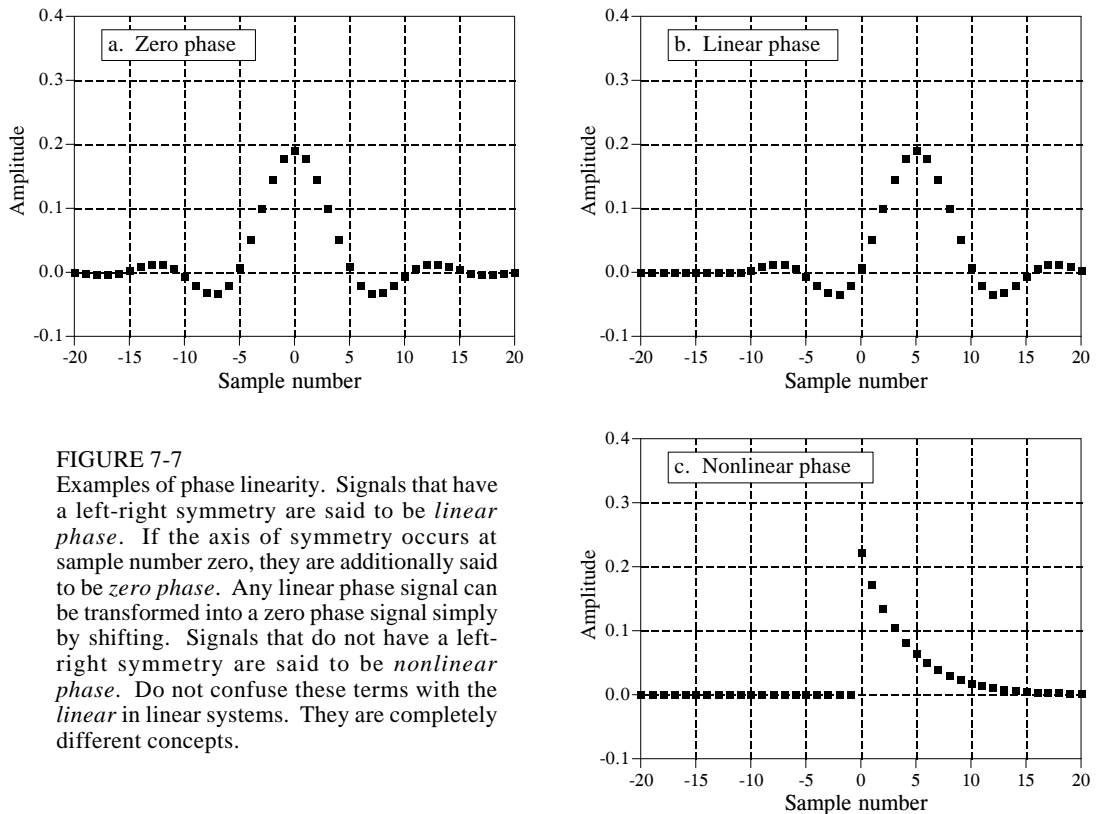 a. Zero phase
Amplitude
0.4
0.3
0.2
0.1
0.0
-0.1
-20 -15 -10 -5 0 5 10 15 20
Sample number
b. Linear phase
Amplitude
0.4
0.3
0.2
0.1
0.0
-0.1
-20 -15 -10 -5 0 5 10 15 20
Sample number
FIGURE 7-7
Examples of phase linearity. Signals that have
a left-right symmetry are said to be linear
phase. If the axis of symmetry occurs at
sample number zero, they are additionally said
to be zero phase. Any linear phase signal can
be transformed into a zero phase signal simply
by shifting. Signals that do not have a left-
right symmetry are said to be nonlinear
phase. Do not confuse these terms with the
linear in linear systems. They are completely
different concepts.
c. Nonlinear phase
Amplitude
0.4
0.3
0.2
0.1
0.0
-0.1
-20 -15 -10 -5 0 5 10 15 20
Sample number